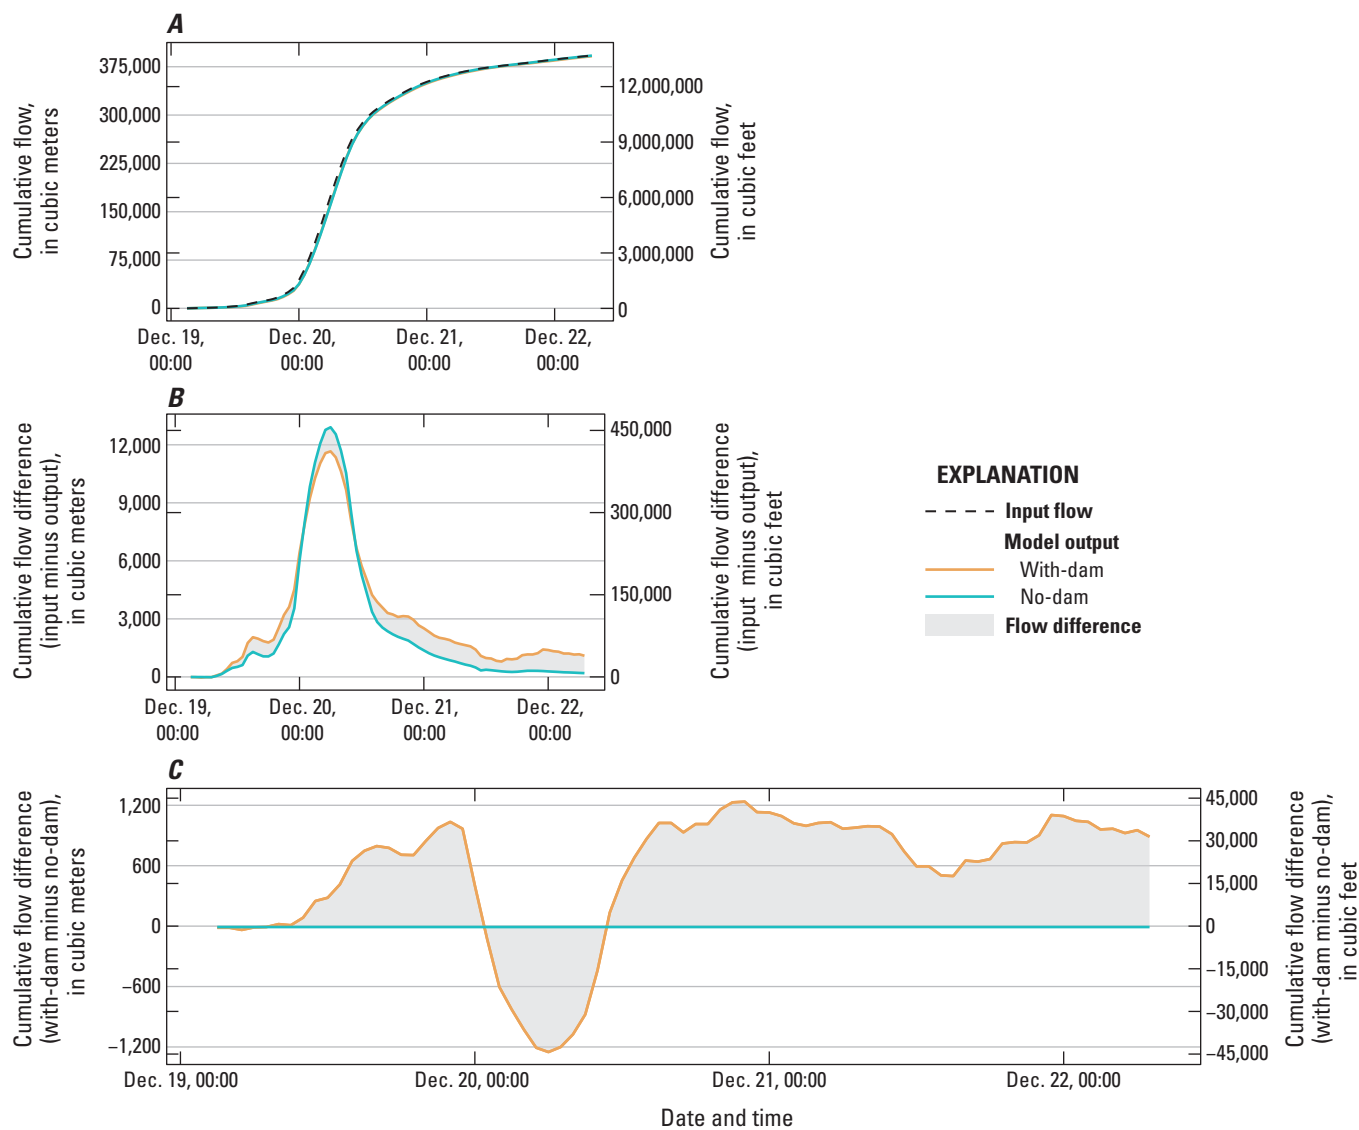 A
Cumulative flow,
in cubic meters
375,000
300,000
225,000
150,000
75,000
0
12,000,000
9,000,000
6,000,000
3,000,000
0
Cumulative flow,
in cubic feet
Dec. 19,
00:00
Dec. 20,
00:00
Dec. 21,
00:00
Dec. 22,
00:00
B
Cumulative flow difference
(input minus output),
in cubic meters
12,000
9,000
6,000
3,000
0
450,000
300,000
150,000
0
Cumulative flow difference
(input minus output),
in cubic feet
Dec. 19,
00:00
Dec. 20,
00:00
Dec. 21,
00:00
Dec. 22,
00:00
EXPLANATION
Input flow
Model output
With-dam
No-dam
Flow difference
C
Cumulative flow difference
(with-dam minus no-dam),
in cubic meters
1,200
600
0
−600
−1,200
45,000
30,000
15,000
0
−15,000
−30,000
−45,000
Cumulative flow difference
(with-dam minus no-dam),
in cubic feet
Dec. 19, 00:00
Dec. 20, 00:00
Dec. 21, 00:00
Dec. 22, 00:00
Date and time